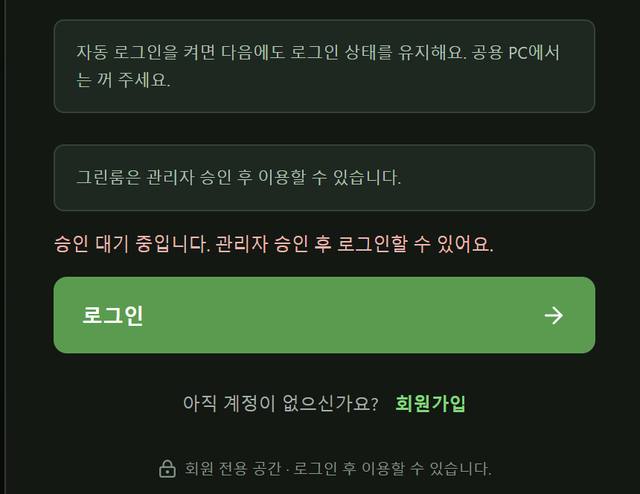 자동 로그인을 켜면 다음에도 로그인 상태를 유지해요. 공용 PC에서
는 꺼 주세요.
그린룸은 관리자 승인 후 이용할 수 있습니다.
승인 대기 중입니다. 관리자 승인 후 로그인할 수 있어요.
로그인 →
아직 계정이 없으신가요? 회원가입
회원 전용 공간 · 로그인 후 이용할 수 있습니다.